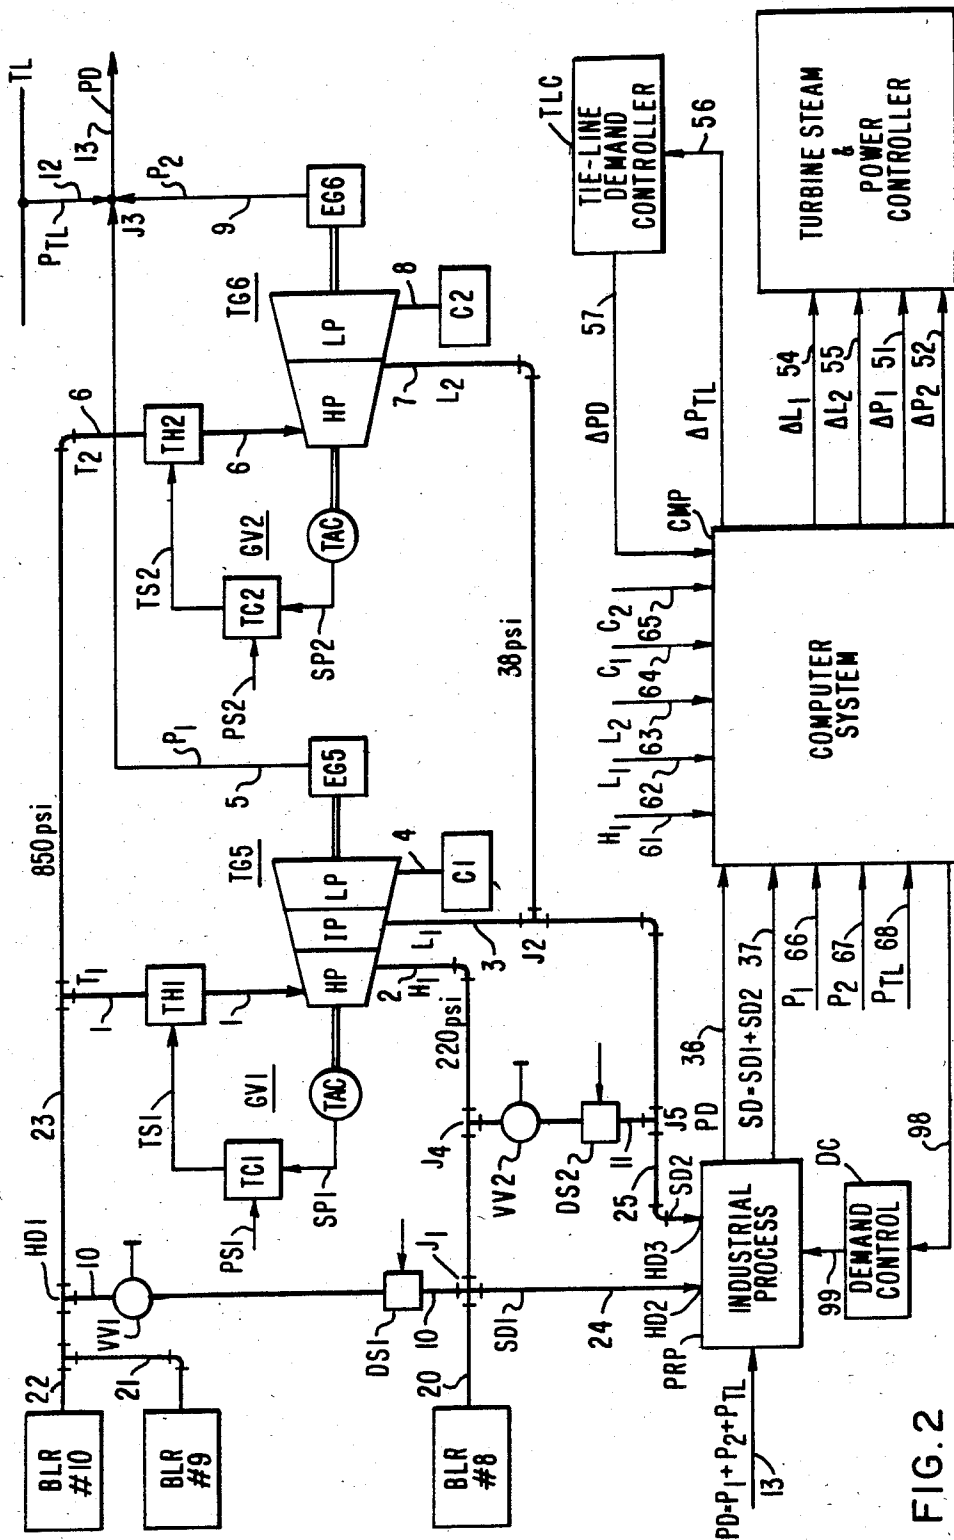 TL
PTL
12
13
PD
J3
P2
9
EG6
TG6
LP
HP
8
C2
7
L2
T2
6
TH2
6
TS2
GV2
TAC
TC2
SP2
PS2
850 psi
P1
5
EG5
TG5
LP
IP
HP
4
C1
L1
3
J2
38 psi
2
H1
220 psi
T1
1
TH1
1
TS1
GV1
TAC
TC1
SP1
PS1
23
HD1
10
VV1
DS1
10
J1
J4
VV2
DS2
11
J5
25
SD2
HD3
22
21
BLR
#10
BLR
#9
BLR
#8
20
SD1
24
HD2
PRP
INDUSTRIAL
PROCESS
PD=P1+P2+PTL
13
99
DC
DEMAND
CONTROL
98
PD
36
SD=SD1+SD2
37
P1
66
P2
67
PTL
68
H1
61
L1
62
L2
63
C1
64
C2
65
CMP
COMPUTER
SYSTEM
ΔPD
57
TLC
TIE-LINE
DEMAND
CONTROLLER
56
ΔPTL
ΔL1
54
ΔL2
55
ΔP1
51
ΔP2
52
TURBINE STEAM
&
POWER
CONTROLLER
FIG. 2